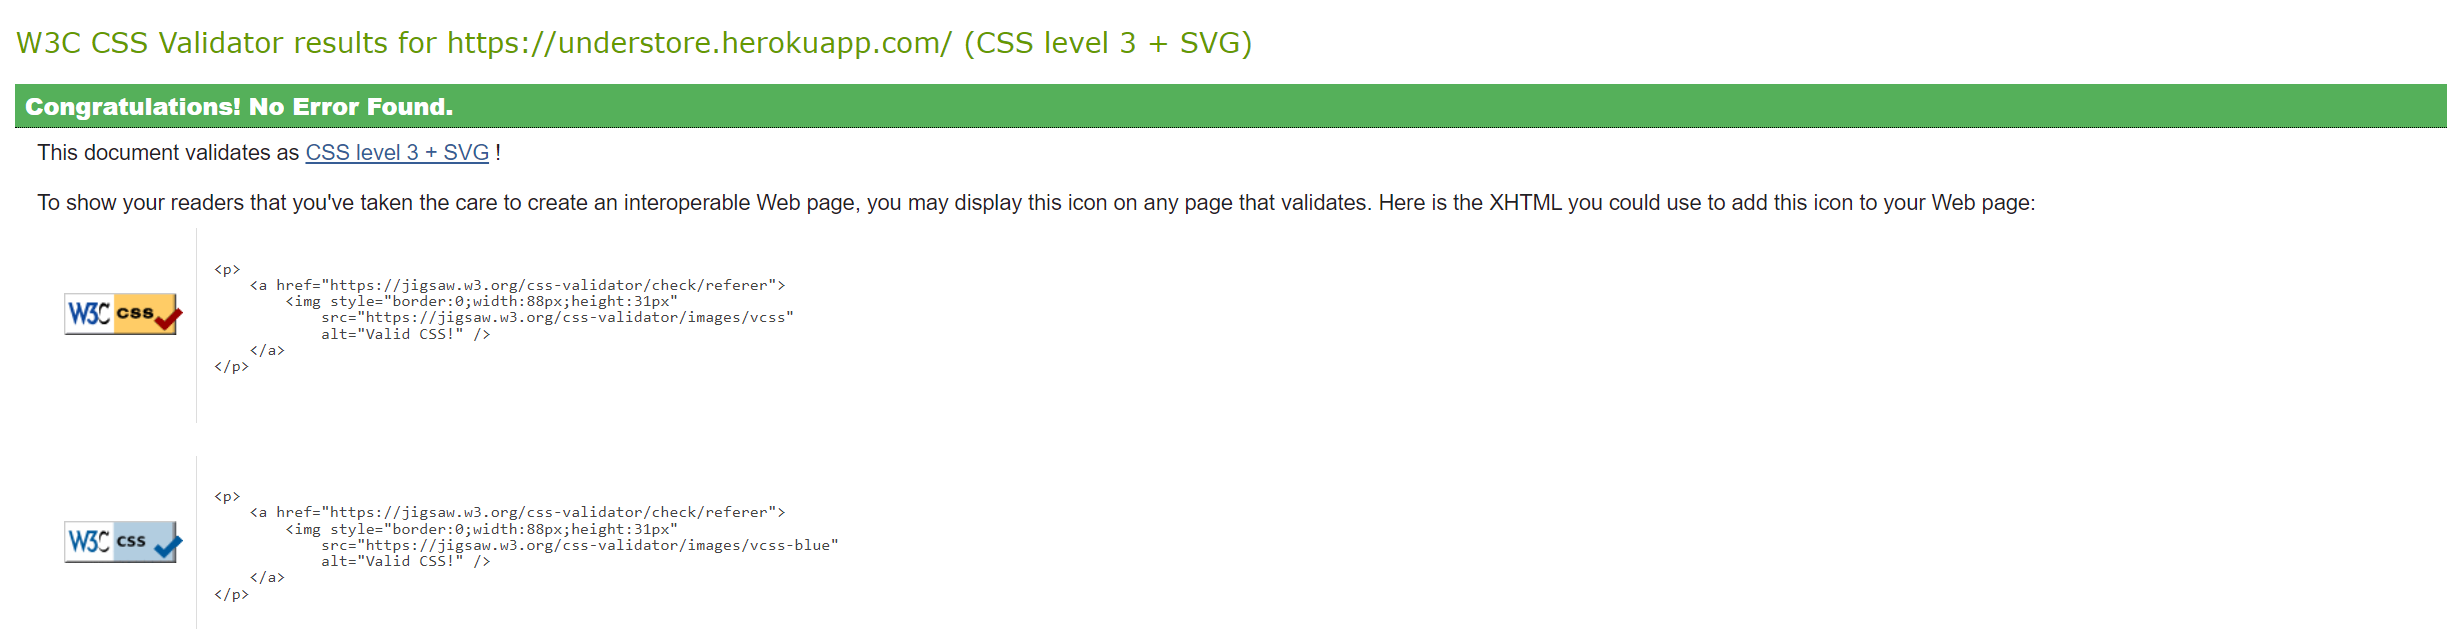 W3C CSS Validator results for https://understore.herokuapp.com/ (CSS level 3 + SVG)
Congratulations! No Error Found.
This document validates as CSS level 3 + SVG !
To show your readers that you've taken the care to create an interoperable Web page, you may display this icon on any page that validates. Here is the XHTML you could use to add this icon to your Web page:
W3C css
<p>
    <a href="https://jigsaw.w3.org/css-validator/check/referer">
        <img style="border:0;width:88px;height:31px"
            src="https://jigsaw.w3.org/css-validator/images/vcss"
            alt="Valid CSS!" />
    </a>
</p>
W3C css
<p>
    <a href="https://jigsaw.w3.org/css-validator/check/referer">
        <img style="border:0;width:88px;height:31px"
            src="https://jigsaw.w3.org/css-validator/images/vcss-blue"
            alt="Valid CSS!" />
    </a>
</p>